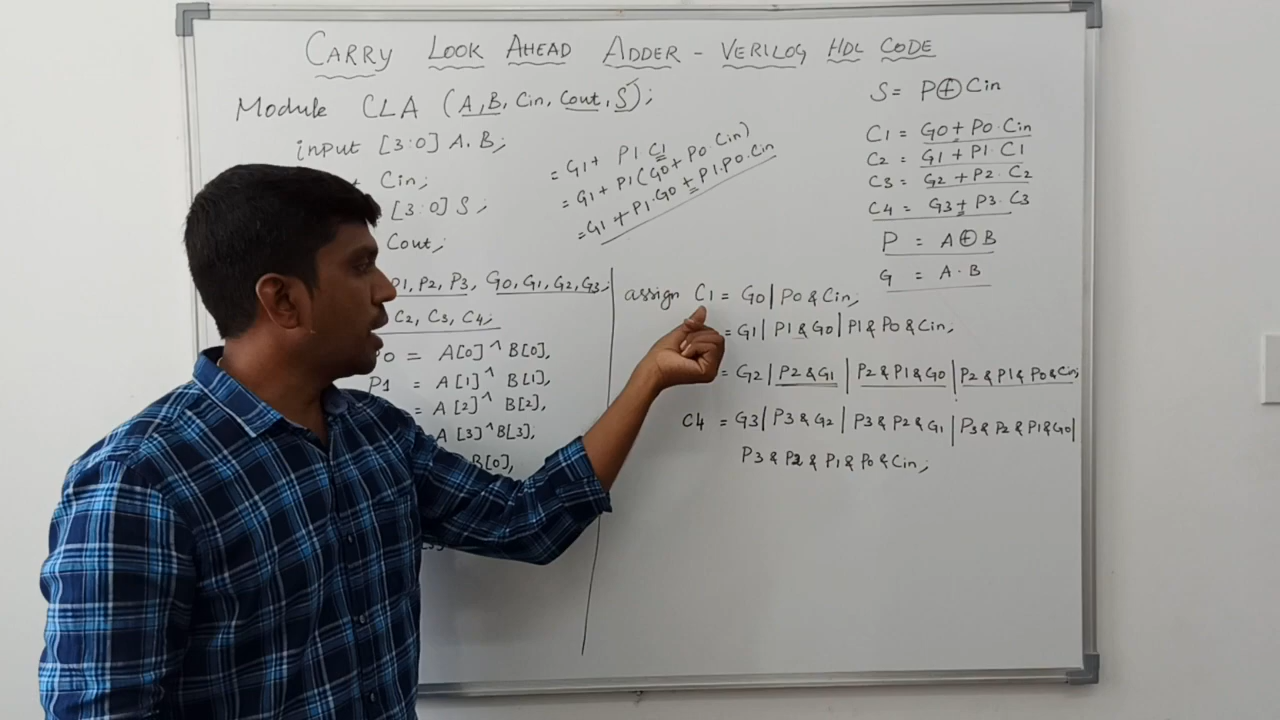 CARRY LOOK AHEAD ADDER - VERILOG HDL CODE
Module CLA (A,B, Cin, Cout, S);
input [3:0] A.B;
Cin;
[3:0] S;
Cout;
P1, P2, P3, G0, G1, G2, G3;
C2, C3, C4;
= A[0]^B[0],
P1 = A[1]^B[1],
= A[2]^B[2],
A[3]^B[3];
B[0],
= G1 + P1 C1
= G1 + P1(G0 + P0.Cin)
= G1 + P1.G0 + P1.P0.Cin
S = P⊕Cin
C1 = G0 + P0.Cin
C2 = G1 + P1 C1
C3 = G2 + P2.C2
C4 = G3 + P3.C3
P = A⊕B
G = A.B
assign C1 = G0|P0 & Cin,
= G1|P1 & G0|P1 & P0 & Cin,
= G2|P2 & G1|P2 & P1 & G0|P2 & P1 & P0 & Cin,
C4 = G3|P3 & G2|P3 & P2 & G1|P3 & P2 & P1 & G0|
P3 & P2 & P1 & P0 & Cin;